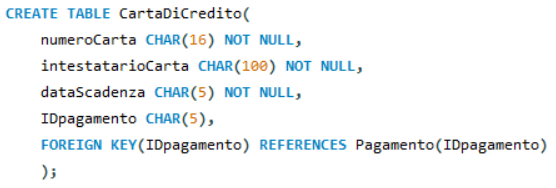 CREATE TABLE CartaDiCredito(
numeroCarta CHAR(16) NOT NULL,
intestatarioCarta CHAR(100) NOT NULL,
dataScadenza CHAR(5) NOT NULL,
IDpagamento CHAR(5),
FOREIGN KEY(IDpagamento) REFERENCES Pagamento(IDpagamento)
);